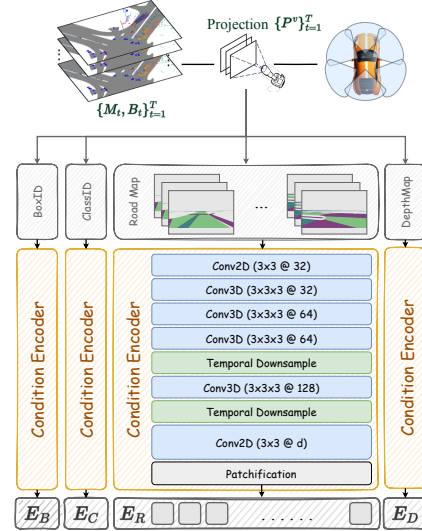 Projection {P^v}_{t=1}^T
{M_t, B_t}_{t=1}^T
BoxID
ClassID
Road Map
...
DepthMap
Condition Encoder
Condition Encoder
Condition Encoder
Conv2D (3x3 @ 32)
Conv3D (3x3x3 @ 32)
Conv3D (3x3x3 @ 64)
Conv3D (3x3x3 @ 64)
Temporal Downsample
Conv3D (3x3x3 @ 128)
Temporal Downsample
Conv2D (3x3 @ d)
Patchification
Condition Encoder
E_B
E_C
E_R
......
E_D